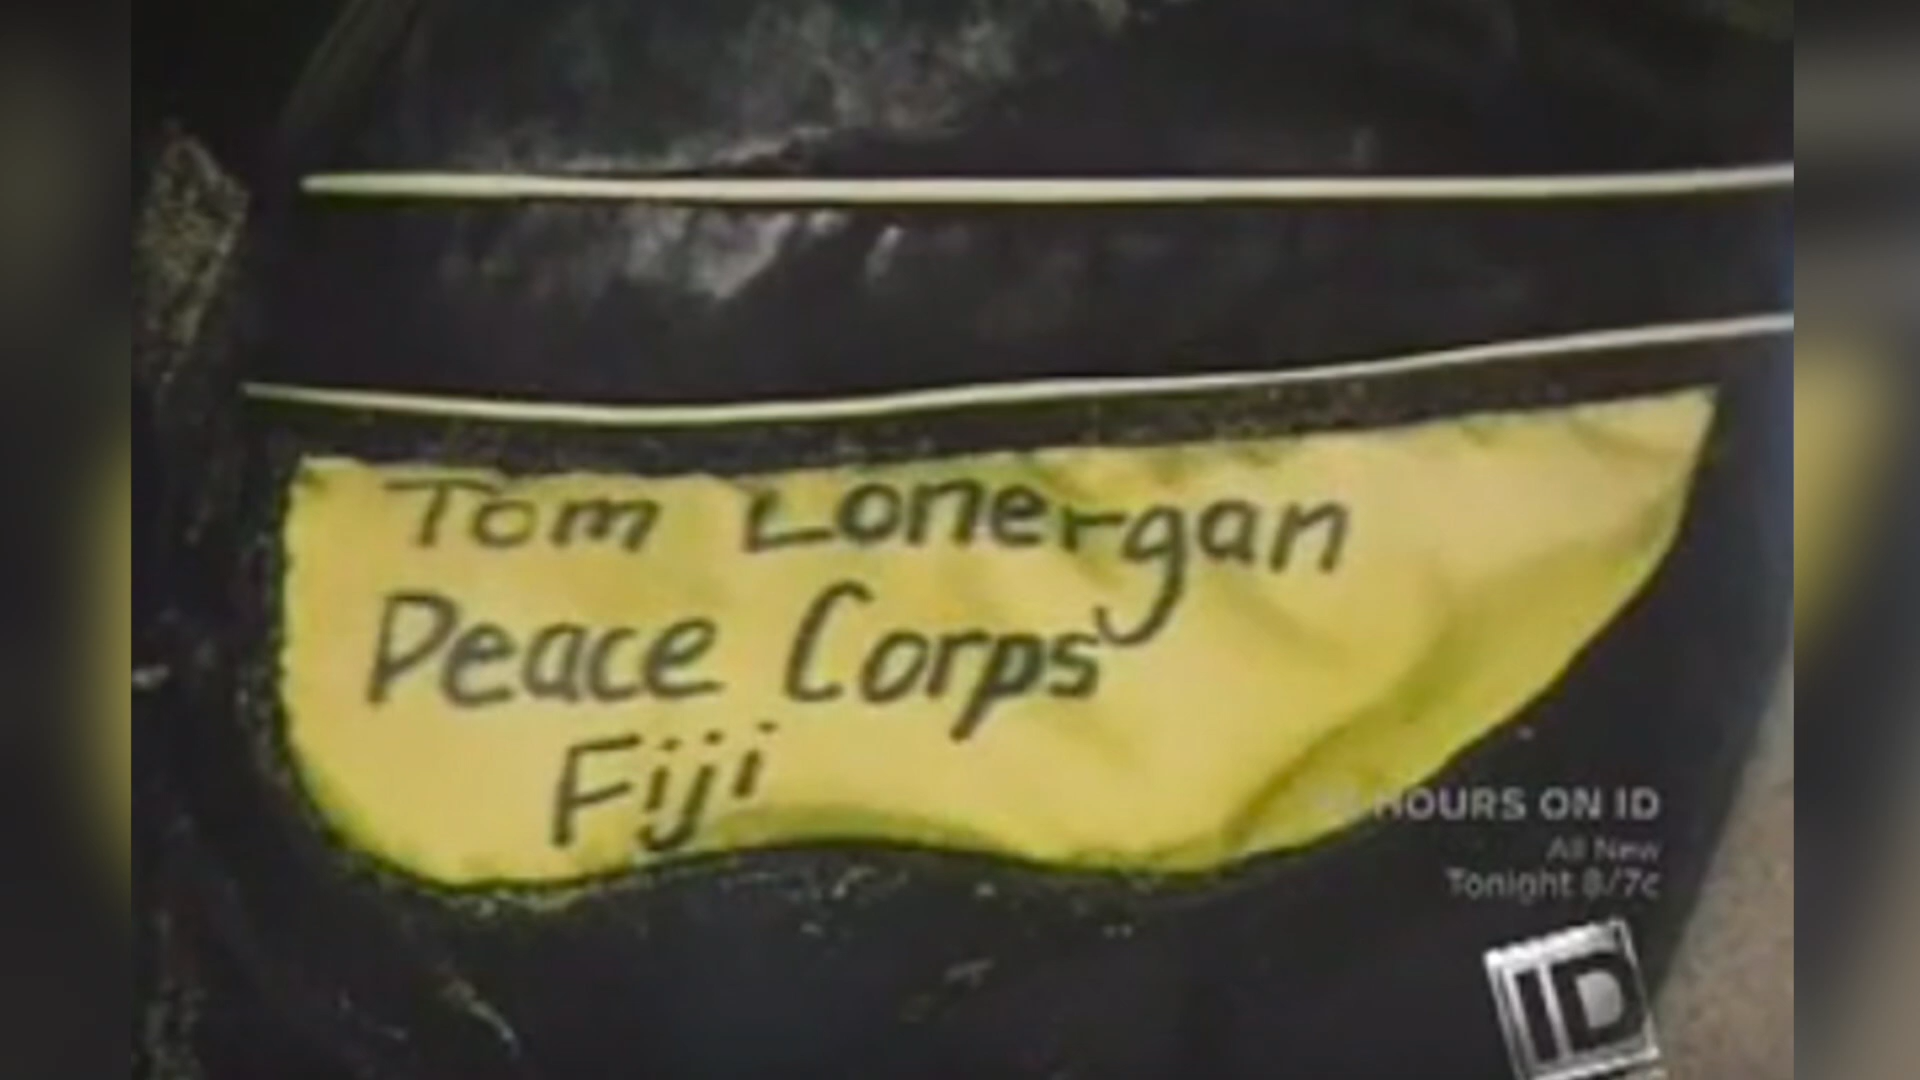 Tom Lonergan
Peace Corps
Fiji
HOURS ON ID
All New
Tonight 8/7c
ID